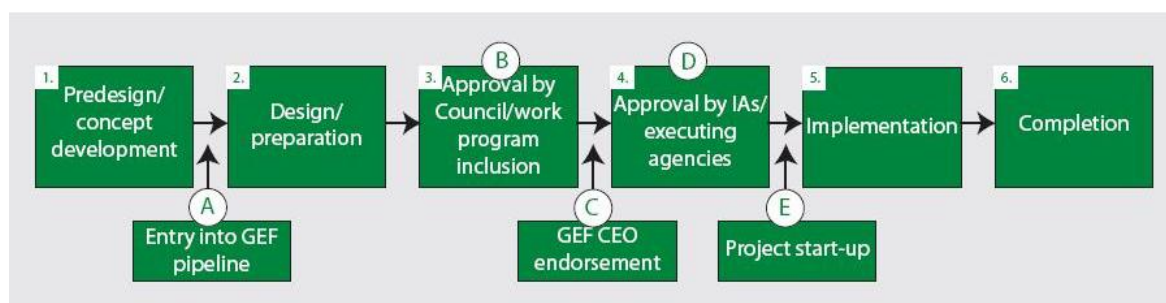 1.
Predesign/
concept
development
2.
Design/
preparation
B
3.
Approval by
Council/work
program
inclusion
D
4.
Approval by IAs/
executing
agencies
5.
Implementation
6.
Completion
A
Entry into GEF
pipeline
C
GEF CEO
endorsement
E
Project start-up